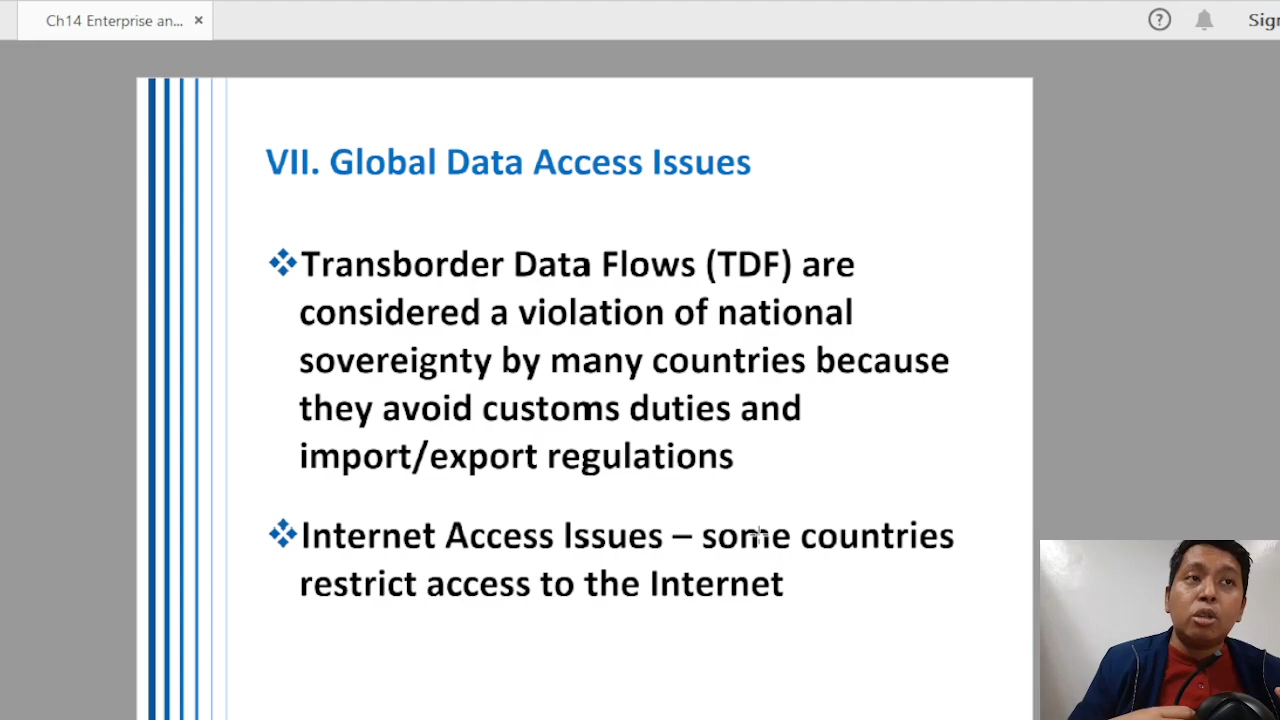 Ch14 Enterprise an... ×
? Sig
VII. Global Data Access Issues
❖Transborder Data Flows (TDF) are
considered a violation of national
sovereignty by many countries because
they avoid customs duties and
import/export regulations
❖Internet Access Issues – some countries
restrict access to the Internet